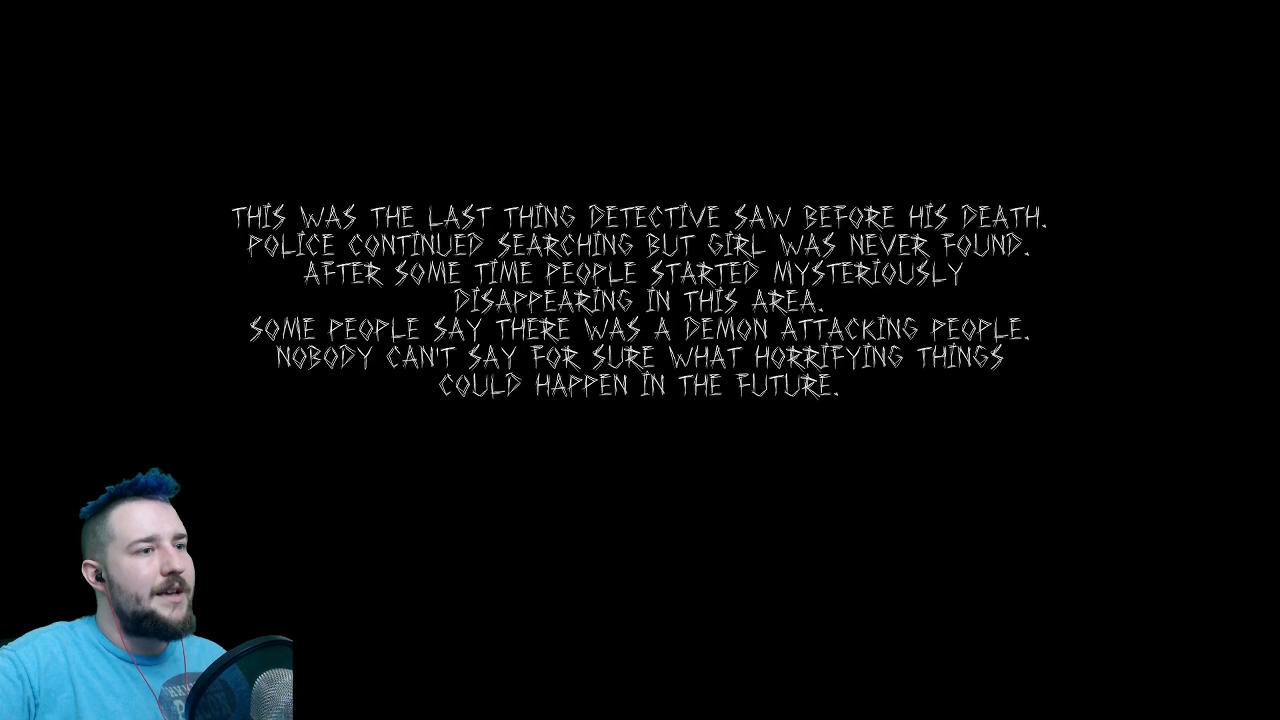 THIS WAS THE LAST THING DETECTIVE SAW BEFORE HIS DEATH.
POLICE CONTINUED SEARCHING BUT GIRL WAS NEVER FOUND.
AFTER SOME TIME PEOPLE STARTED MYSTERIOUSLY
DISAPPEARING IN THIS AREA.
SOME PEOPLE SAY THERE WAS A DEMON ATTACKING PEOPLE.
NOBODY CAN'T SAY FOR SURE WHAT HORRIFYING THINGS
COULD HAPPEN IN THE FUTURE.